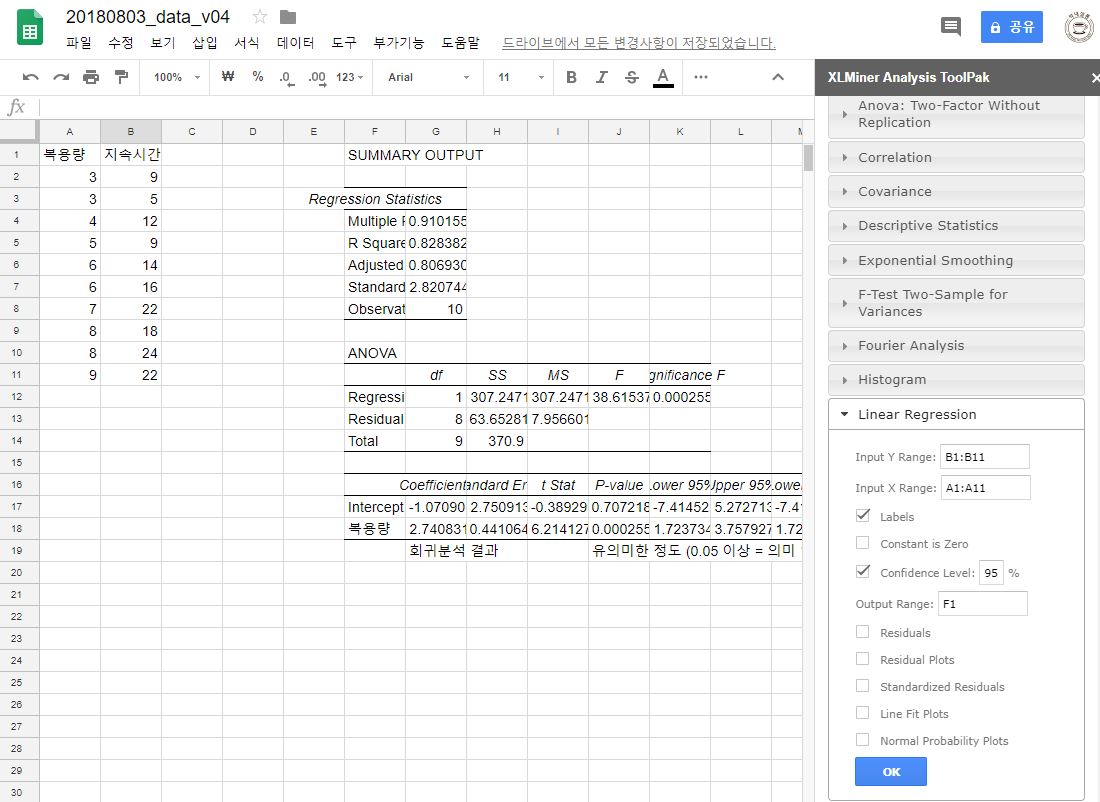 20180803_data_v04
파일 수정 보기 삽입 서식 데이터 도구 부가기능 도움말 드라이브에서 모든 변경사항이 저장되었습니다.
공유
100% ₩ % .0 .00 123 Arial 11 B I S A
fx
XLMiner Analysis ToolPak
A B C D E F G H I J K L
1 복용량 지속시간 SUMMARY OUTPUT
2 3 9
3 3 5 Regression Statistics
4 4 12 Multiple 0.910155
5 5 9 R Square 0.828382
6 6 14 Adjusted 0.806930
7 6 16 Standard 2.820744
8 7 22 Observat 10
9 8 18
10 8 24 ANOVA
11 9 22 df SS MS F gnificance F
12 Regressi 1 307.2471 307.2471 38.61537 0.000255
13 Residual 8 63.65281 7.956601
14 Total 9 370.9
15
16 Coefficient andard Er t Stat P-value Lower 95% Upper 95% Lower
17 Intercept -1.07090 2.750913 -0.38929 0.707218 -7.41452 5.272713 -7.41
18 복용량 2.740831 0.441064 6.214127 0.000255 1.723734 3.757927 1.72
19 회귀분석 결과 유의미한 정도 (0.05 이상 = 의미
20
21
22
23
24
25
26
27
28
29
30
Anova: Two-Factor Without
Replication
Correlation
Covariance
Descriptive Statistics
Exponential Smoothing
F-Test Two-Sample for
Variances
Fourier Analysis
Histogram
Linear Regression
Input Y Range: B1:B11
Input X Range: A1:A11
Labels
Constant is Zero
Confidence Level: 95 %
Output Range: F1
Residuals
Residual Plots
Standardized Residuals
Line Fit Plots
Normal Probability Plots
OK